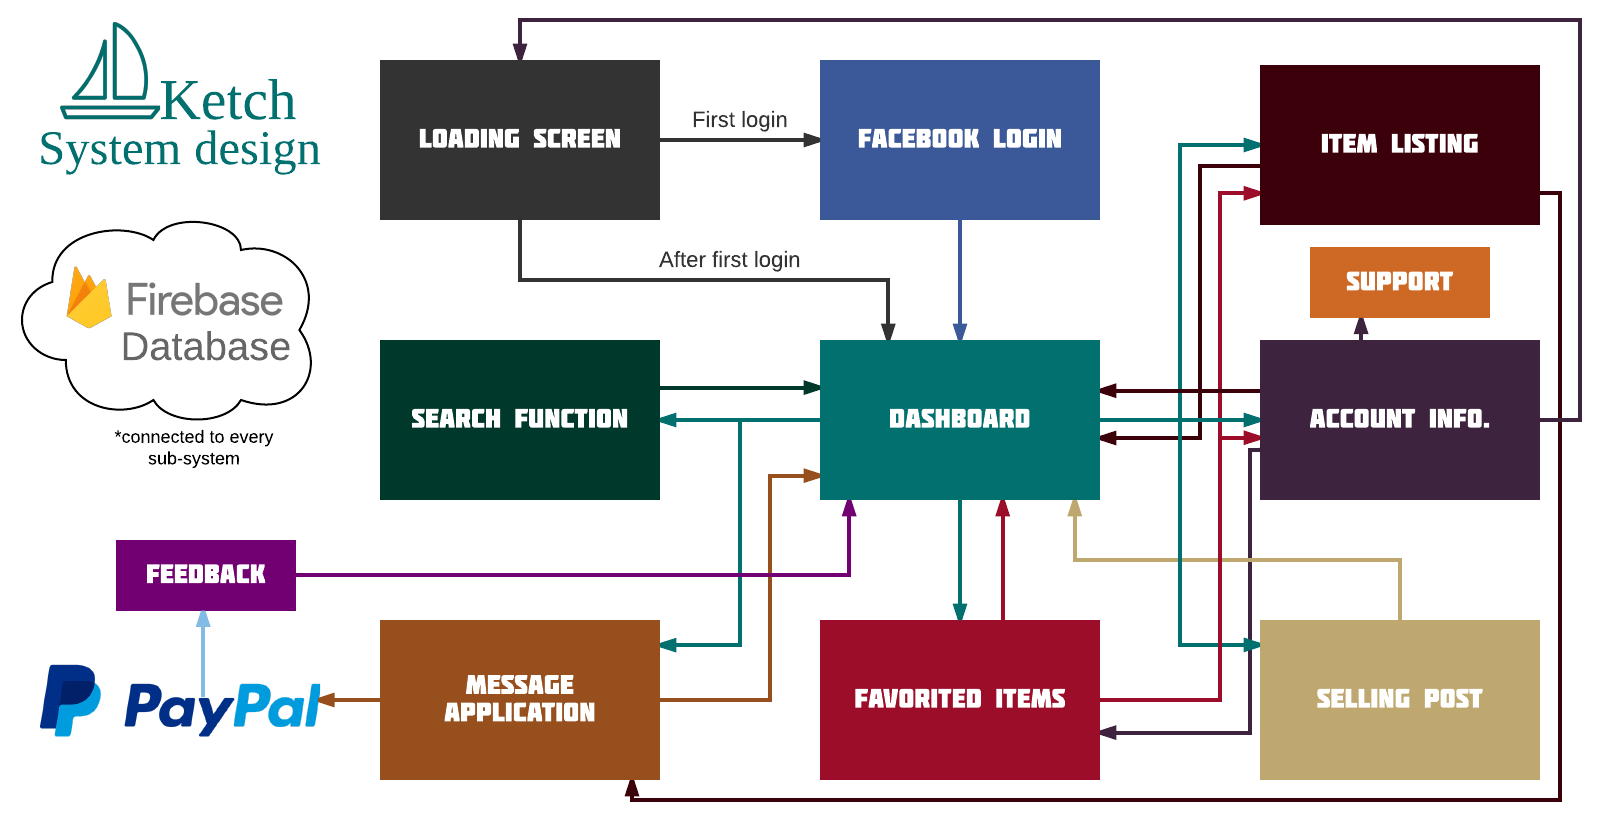 Ketch
System design
LOADING SCREEN
First login
FACEBOOK LOGIN
ITEM LISTING
After first login
SUPPORT
Firebase
Database
*connected to every
sub-system
SEARCH FUNCTION
DASHBOARD
ACCOUNT INFO.
FEEDBACK
PayPal
MESSAGE
APPLICATION
FAVORITED ITEMS
SELLING POST